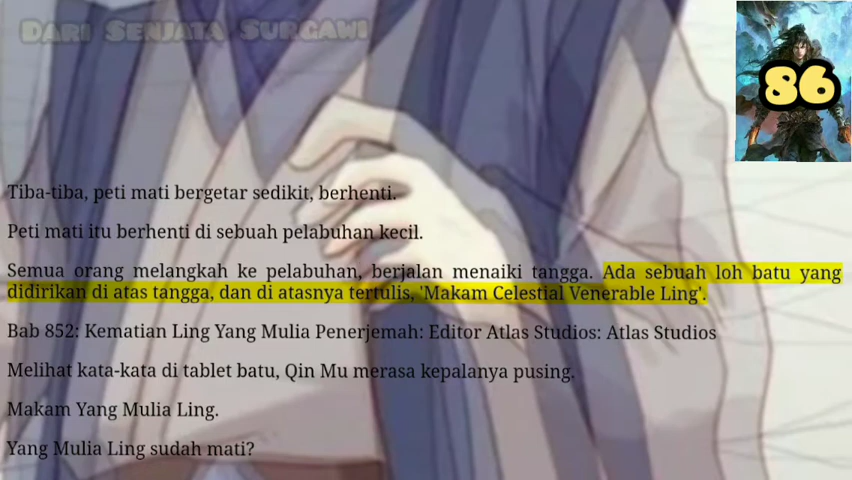 Dari Senjata Surgawi
86
Tiba-tiba, peti mati bergetar sedikit, berhenti.
Peti mati itu berhenti di sebuah pelabuhan kecil.
Semua orang melangkah ke pelabuhan, berjalan menaiki tangga. Ada sebuah loh batu yang
didirikan di atas tangga, dan di atasnya tertulis, 'Makam Celestial Venerable Ling'.
Bab 852: Kematian Ling Yang Mulia Penerjemah: Editor Atlas Studios: Atlas Studios
Melihat kata-kata di tablet batu, Qin Mu merasa kepalanya pusing.
Makam Yang Mulia Ling.
Yang Mulia Ling sudah mati?